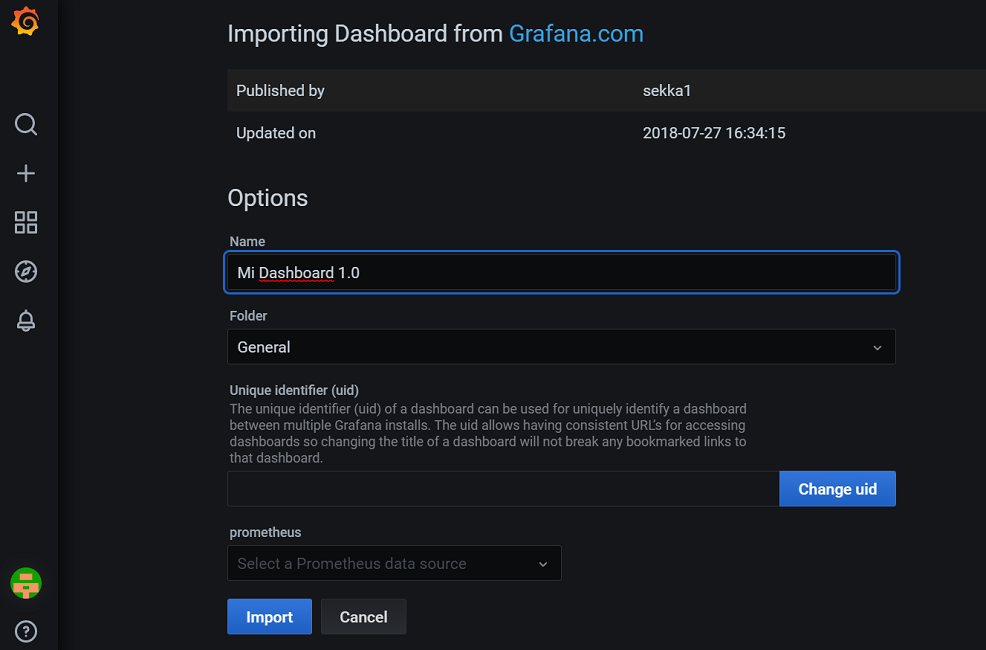 Importing Dashboard from Grafana.com
Published by sekka1
Updated on 2018-07-27 16:34:15
Options
Name
Mi Dashboard 1.0
Folder
General
Unique identifier (uid)
The unique identifier (uid) of a dashboard can be used for uniquely identify a dashboard
between multiple Grafana installs. The uid allows having consistent URL's for accessing
dashboards so changing the title of a dashboard will not break any bookmarked links to
that dashboard.
Change uid
prometheus
Select a Prometheus data source
Import Cancel